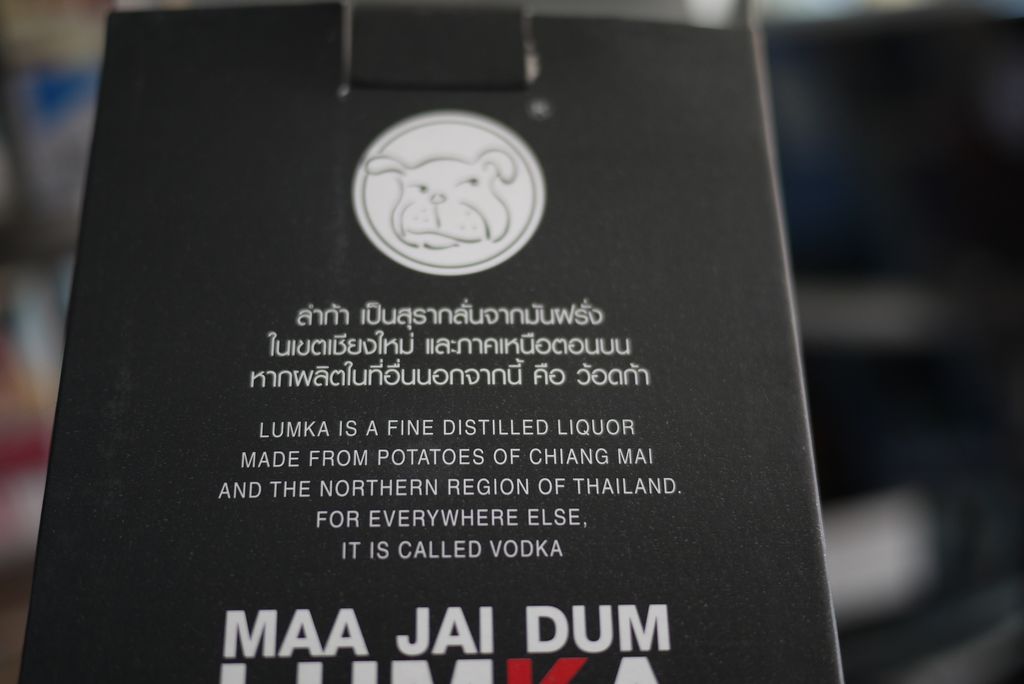 ลำก้า เป็นสุรากลั่นจากมันฝรั่ง
ในเขตเชียงใหม่ และภาคเหนือตอนบน
หากผลิตในที่อื่นนอกจากนี้ คือ ว้อดก้า
LUMKA IS A FINE DISTILLED LIQUOR
MADE FROM POTATOES OF CHIANG MAI
AND THE NORTHERN REGION OF THAILAND.
FOR EVERYWHERE ELSE,
IT IS CALLED VODKA
MAA JAI DUM
LUMKA